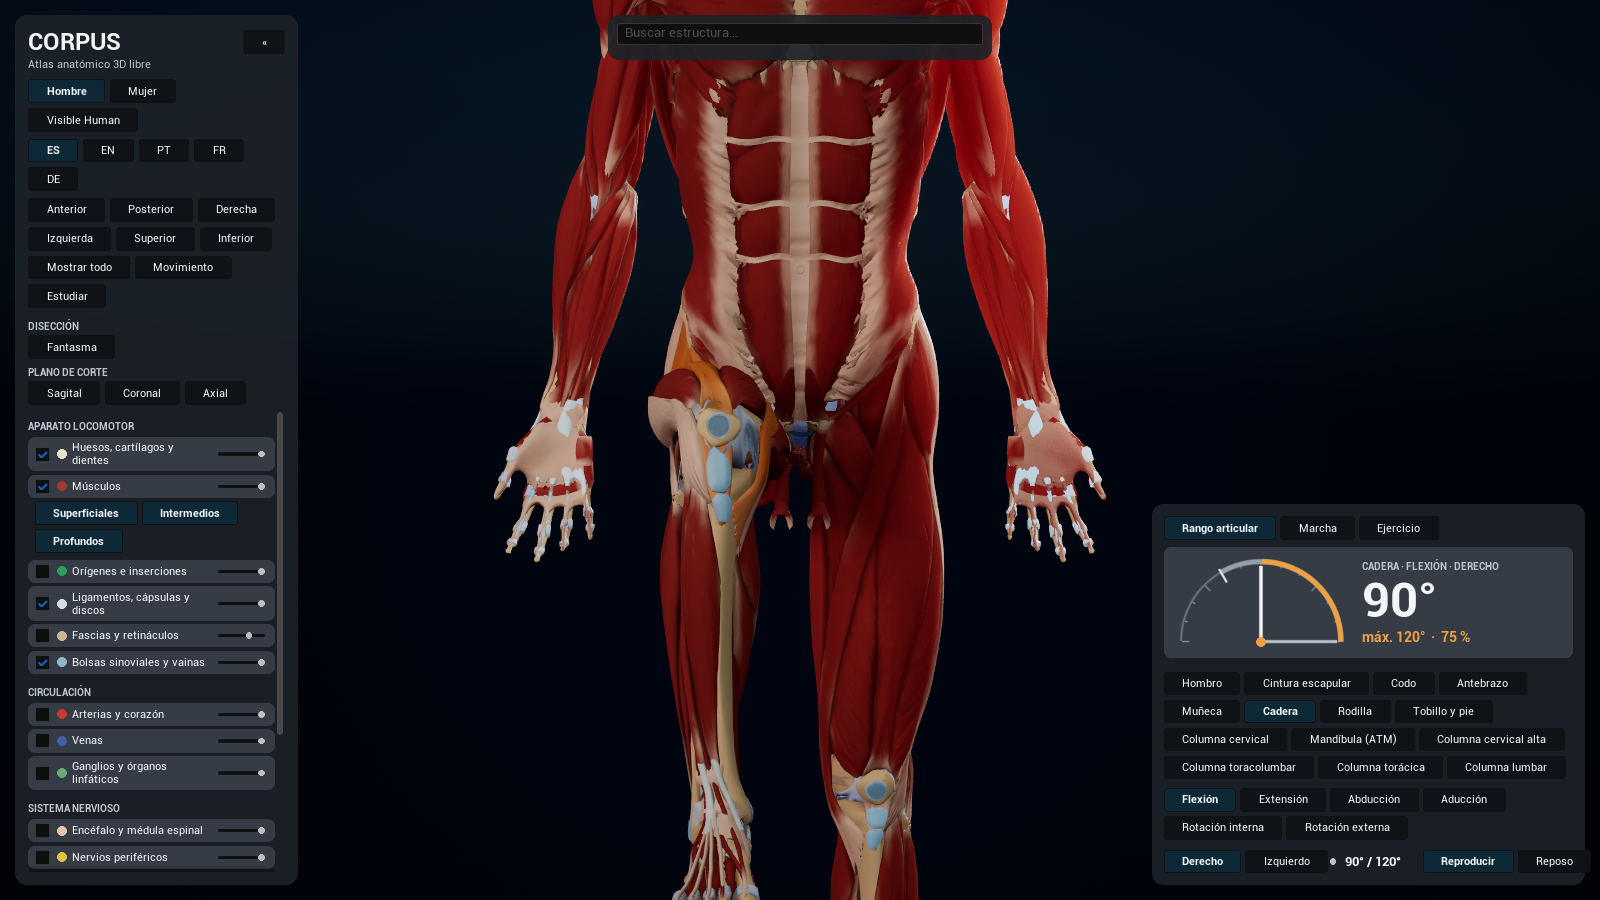 CORPUS
«
Atlas anatómico 3D libre
Hombre
Mujer
Visible Human
ES
EN
PT
FR
DE
Anterior
Posterior
Derecha
Izquierda
Superior
Inferior
Mostrar todo
Movimiento
Estudiar
DISECCIÓN
Fantasma
PLANO DE CORTE
Sagital
Coronal
Axial
APARATO LOCOMOTOR
Huesos, cartílagos y
dientes
Músculos
Superficiales
Intermedios
Profundos
Orígenes e inserciones
Ligamentos, cápsulas y
discos
Fascias y retináculos
Bolsas sinoviales y vainas
CIRCULACIÓN
Arterias y corazón
Venas
Ganglios y órganos
linfáticos
SISTEMA NERVIOSO
Encéfalo y médula espinal
Nervios periféricos
Buscar estructura...
Rango articular
Marcha
Ejercicio
CADERA · FLEXIÓN · DERECHO
90°
máx. 120° · 75 %
Hombro
Cintura escapular
Codo
Antebrazo
Muñeca
Cadera
Rodilla
Tobillo y pie
Columna cervical
Mandíbula (ATM)
Columna cervical alta
Columna toracolumbar
Columna torácica
Columna lumbar
Flexión
Extensión
Abducción
Aducción
Rotación interna
Rotación externa
Derecho
Izquierdo
90° / 120°
Reproducir
Reposo